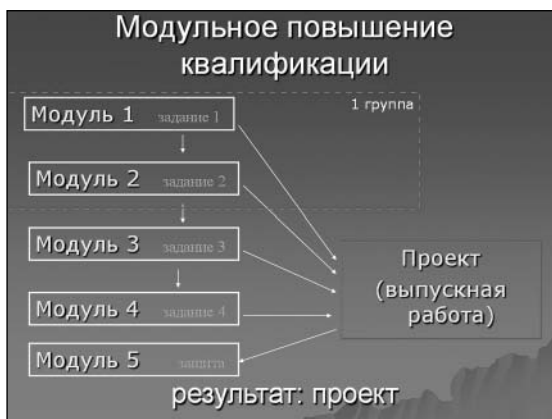 Модульное повышение
квалификации
1 группа
Модуль 1 задание 1
Модуль 2 задание 2
Модуль 3 задание 3
Модуль 4 задание 4
Проект
(выпускная
работа)
Модуль 5 защита
результат: проект